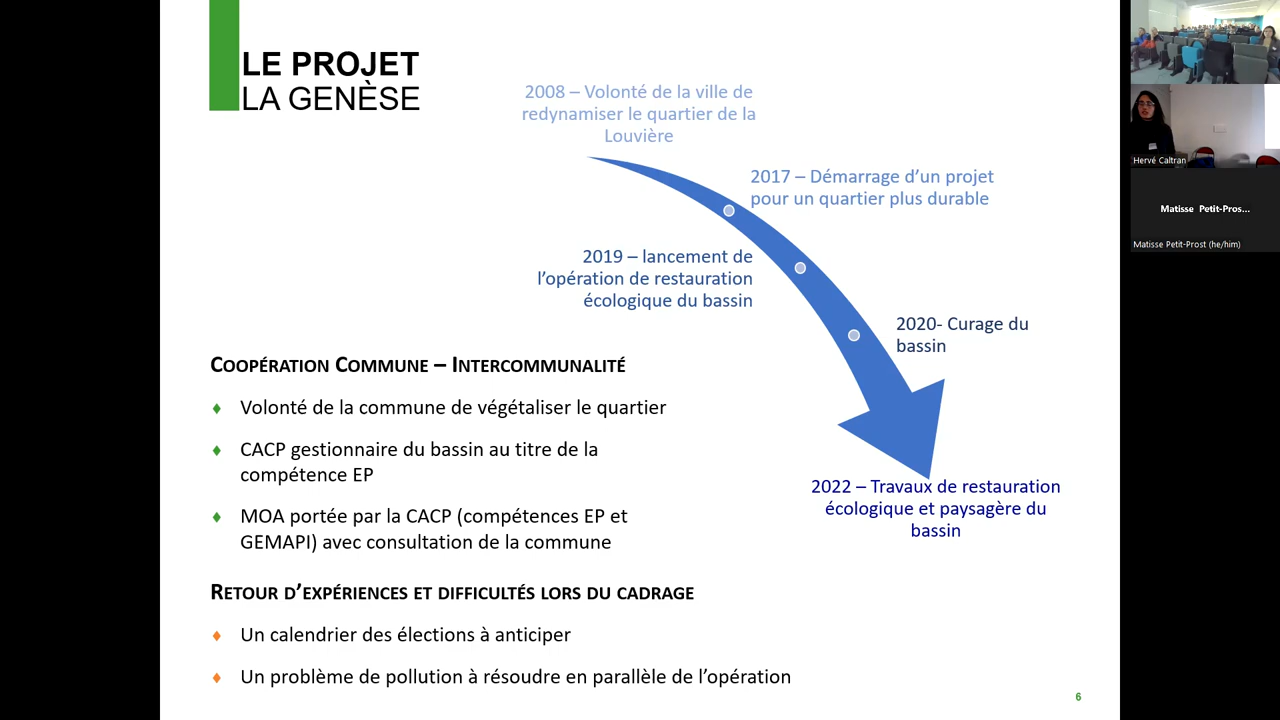 LE PROJET
LA GENÈSE
2008 – Volonté de la ville de
redynamiser le quartier de la
Louvière
2017 – Démarrage d’un projet
pour un quartier plus durable
2019 – lancement de
l’opération de restauration
écologique du bassin
2020- Curage du
bassin
2022 – Travaux de restauration
écologique et paysagère du
bassin
COOPÉRATION COMMUNE – INTERCOMMUNALITÉ
Volonté de la commune de végétaliser le quartier
CACP gestionnaire du bassin au titre de la
compétence EP
MOA portée par la CACP (compétences EP et
GEMAPI) avec consultation de la commune
RETOUR D’EXPÉRIENCES ET DIFFICULTÉS LORS DU CADRAGE
Un calendrier des élections à anticiper
Un problème de pollution à résoudre en parallèle de l’opération
6
Hervé Caltran
Matisse Petit-Pros...
Matisse Petit-Prost (he/him)